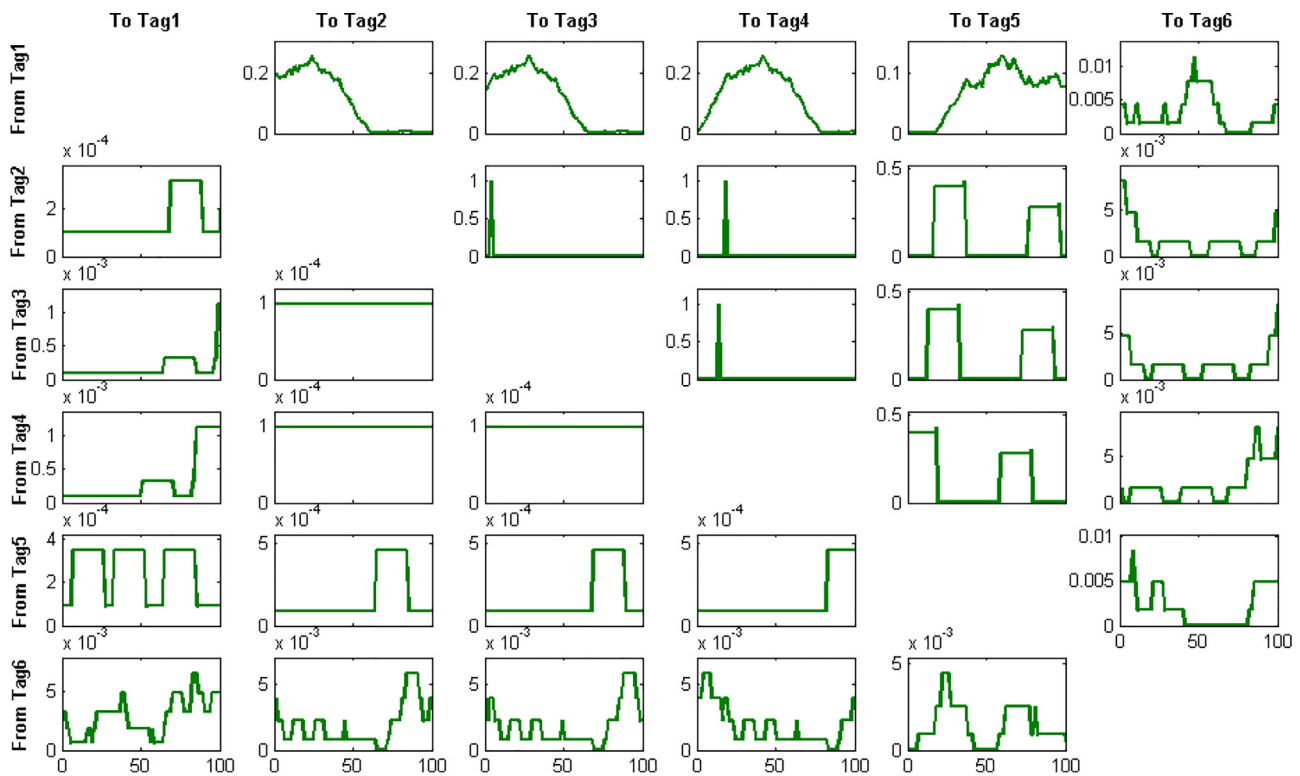 To Tag1 To Tag2 To Tag3 To Tag4 To Tag5 To Tag6
From Tag1
0.2
0
0.2
0
0.2
0
0.1
0
0.01
0.005
0
From Tag2
x 10-4
2
0
1
0.5
0
1
0.5
0
0.5
0
x 10-3
5
0
From Tag3
x 10-3
1
0.5
0
x 10-4
1
0
1
0.5
0
0.5
0
x 10-3
5
0
From Tag4
x 10-3
1
0.5
0
x 10-4
1
0
x 10-4
1
0
0.5
0
x 10-3
5
0
From Tag5
x 10-4
4
2
0
x 10-4
5
0
x 10-4
5
0
x 10-4
5
0
0.01
0.005
0
0 50 100
From Tag6
x 10-3
5
0
x 10-3
5
0
x 10-3
5
0
x 10-3
5
0
x 10-3
5
0
0 50 100 0 50 100 0 50 100 0 50 100 0 50 100